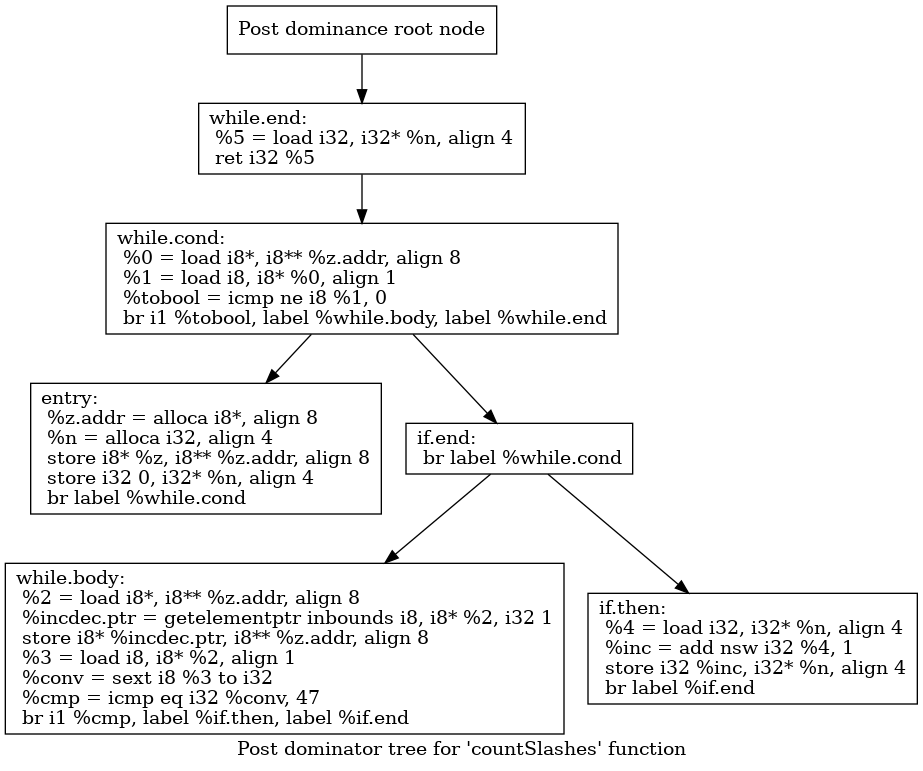 Post dominance root node
while.end:
%5 = load i32, i32* %n, align 4
ret i32 %5
while.cond:
%0 = load i8*, i8** %z.addr, align 8
%1 = load i8, i8* %0, align 1
%tobool = icmp ne i8 %1, 0
br i1 %tobool, label %while.body, label %while.end
entry:
%z.addr = alloca i8*, align 8
%n = alloca i32, align 4
store i8* %z, i8** %z.addr, align 8
store i32 0, i32* %n, align 4
br label %while.cond
if.end:
br label %while.cond
while.body:
%2 = load i8*, i8** %z.addr, align 8
%incdec.ptr = getelementptr inbounds i8, i8* %2, i32 1
store i8* %incdec.ptr, i8** %z.addr, align 8
%3 = load i8, i8* %2, align 1
%conv = sext i8 %3 to i32
%cmp = icmp eq i32 %conv, 47
br i1 %cmp, label %if.then, label %if.end
if.then:
%4 = load i32, i32* %n, align 4
%inc = add nsw i32 %4, 1
store i32 %inc, i32* %n, align 4
br label %if.end
Post dominator tree for 'countSlashes' function